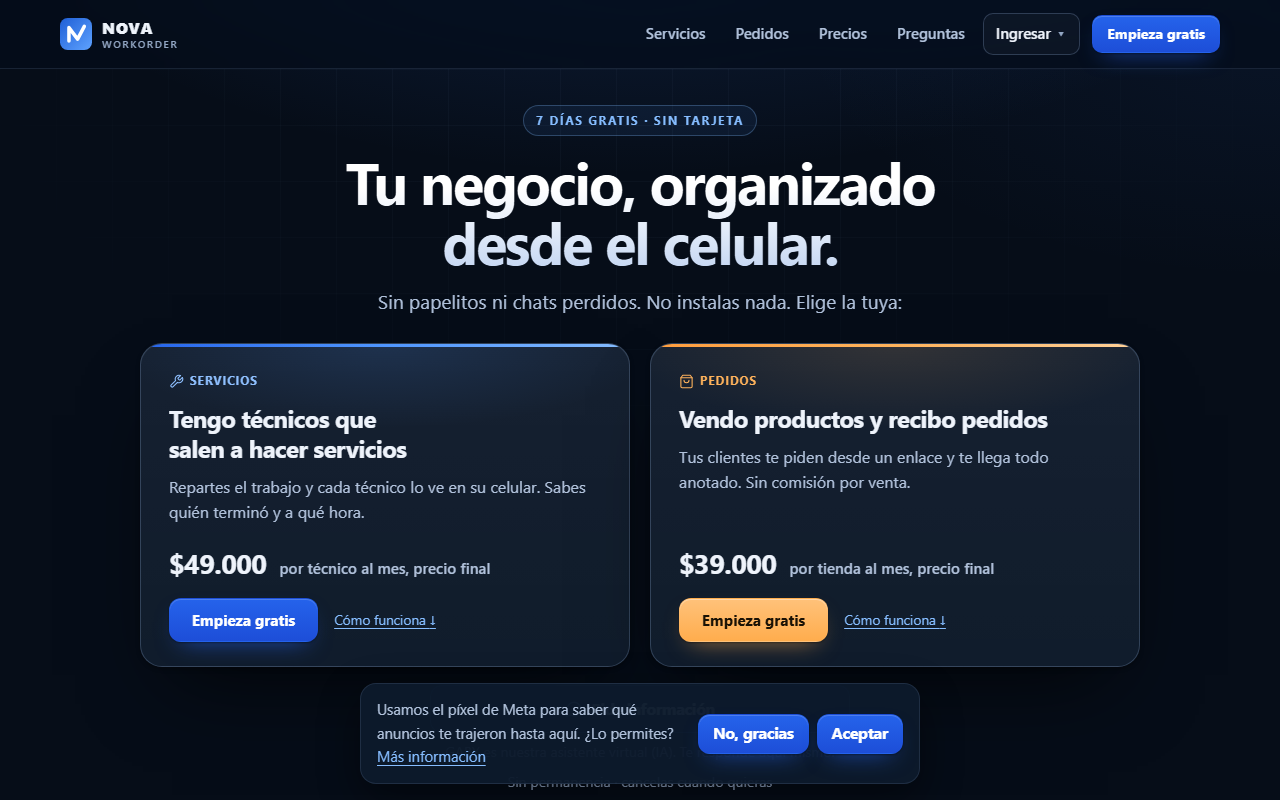 NOVA
WORKORDER
Servicios
Pedidos
Precios
Preguntas
Ingresar ▾
Empieza gratis
7 DÍAS GRATIS · SIN TARJETA
Tu negocio, organizado
desde el celular.
Sin papelitos ni chats perdidos. No instalas nada. Elige la tuya:
SERVICIOS
Tengo técnicos que
salen a hacer servicios
Repartes el trabajo y cada técnico lo ve en su celular. Sabes
quién terminó y a qué hora.
$49.000 por técnico al mes, precio final
Empieza gratis
Cómo funciona ↓
PEDIDOS
Vendo productos y recibo pedidos
Tus clientes te piden desde un enlace y te llega todo
anotado. Sin comisión por venta.
$39.000 por tienda al mes, precio final
Empieza gratis
Cómo funciona ↓
Usamos el píxel de Meta para saber qué
anuncios te trajeron hasta aquí. ¿Lo permites?
Más información
No, gracias
Aceptar
Sin permanencia · cancelas cuando quieras